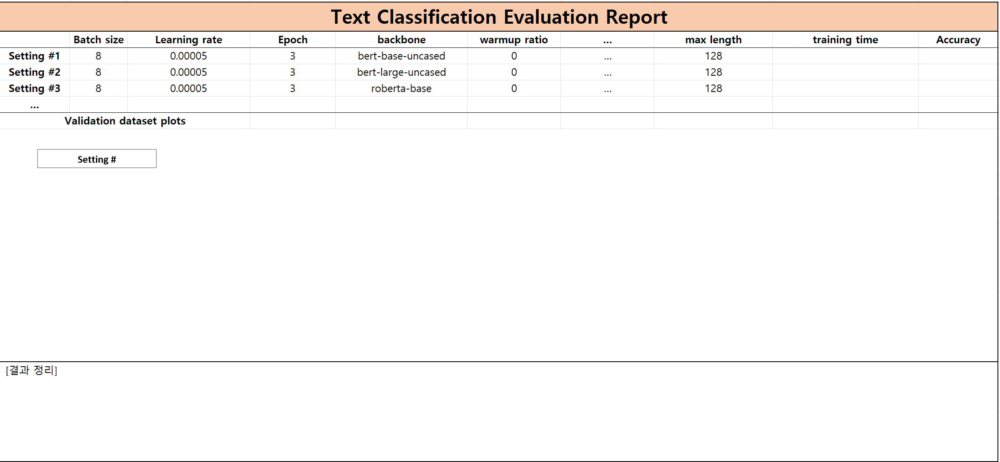 Text Classification Evaluation Report
Batch size Learning rate Epoch backbone warmup ratio ... max length training time Accuracy
Setting #1 8 0.00005 3 bert-base-uncased 0 ... 128
Setting #2 8 0.00005 3 bert-large-uncased 0 ... 128
Setting #3 8 0.00005 3 roberta-base 0 ... 128
...
Validation dataset plots
Setting #
[결과 정리]